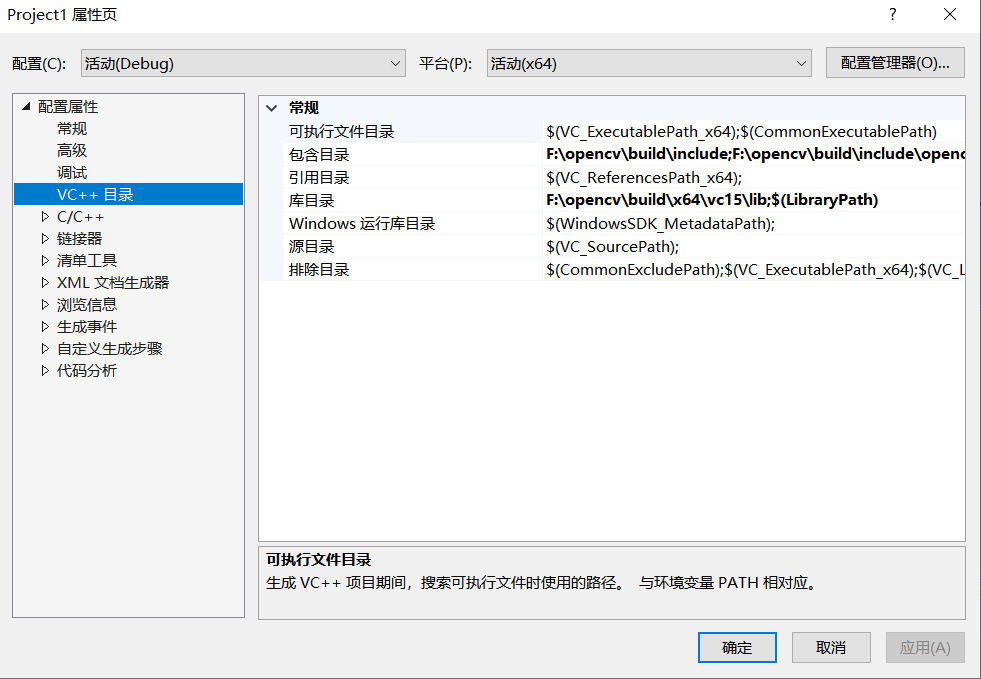 Project1 属性页
?
配置(C): 活动(Debug) 平台(P): 活动(x64) 配置管理器(O)...
配置属性
常规
高级
调试
VC++ 目录
C/C++
链接器
清单工具
XML 文档生成器
浏览信息
生成事件
自定义生成步骤
代码分析
常规
可执行文件目录 $(VC_ExecutablePath_x64);$(CommonExecutablePath)
包含目录 F:\opencv\build\include;F:\opencv\build\include\openc
引用目录 $(VC_ReferencesPath_x64);
库目录 F:\opencv\build\x64\vc15\lib;$(LibraryPath)
Windows 运行库目录 $(WindowsSDK_MetadataPath);
源目录 $(VC_SourcePath);
排除目录 $(CommonExcludePath);$(VC_ExecutablePath_x64);$(VC_L
可执行文件目录
生成 VC++ 项目期间，搜索可执行文件时使用的路径。 与环境变量 PATH 相对应。
确定 取消 应用(A)